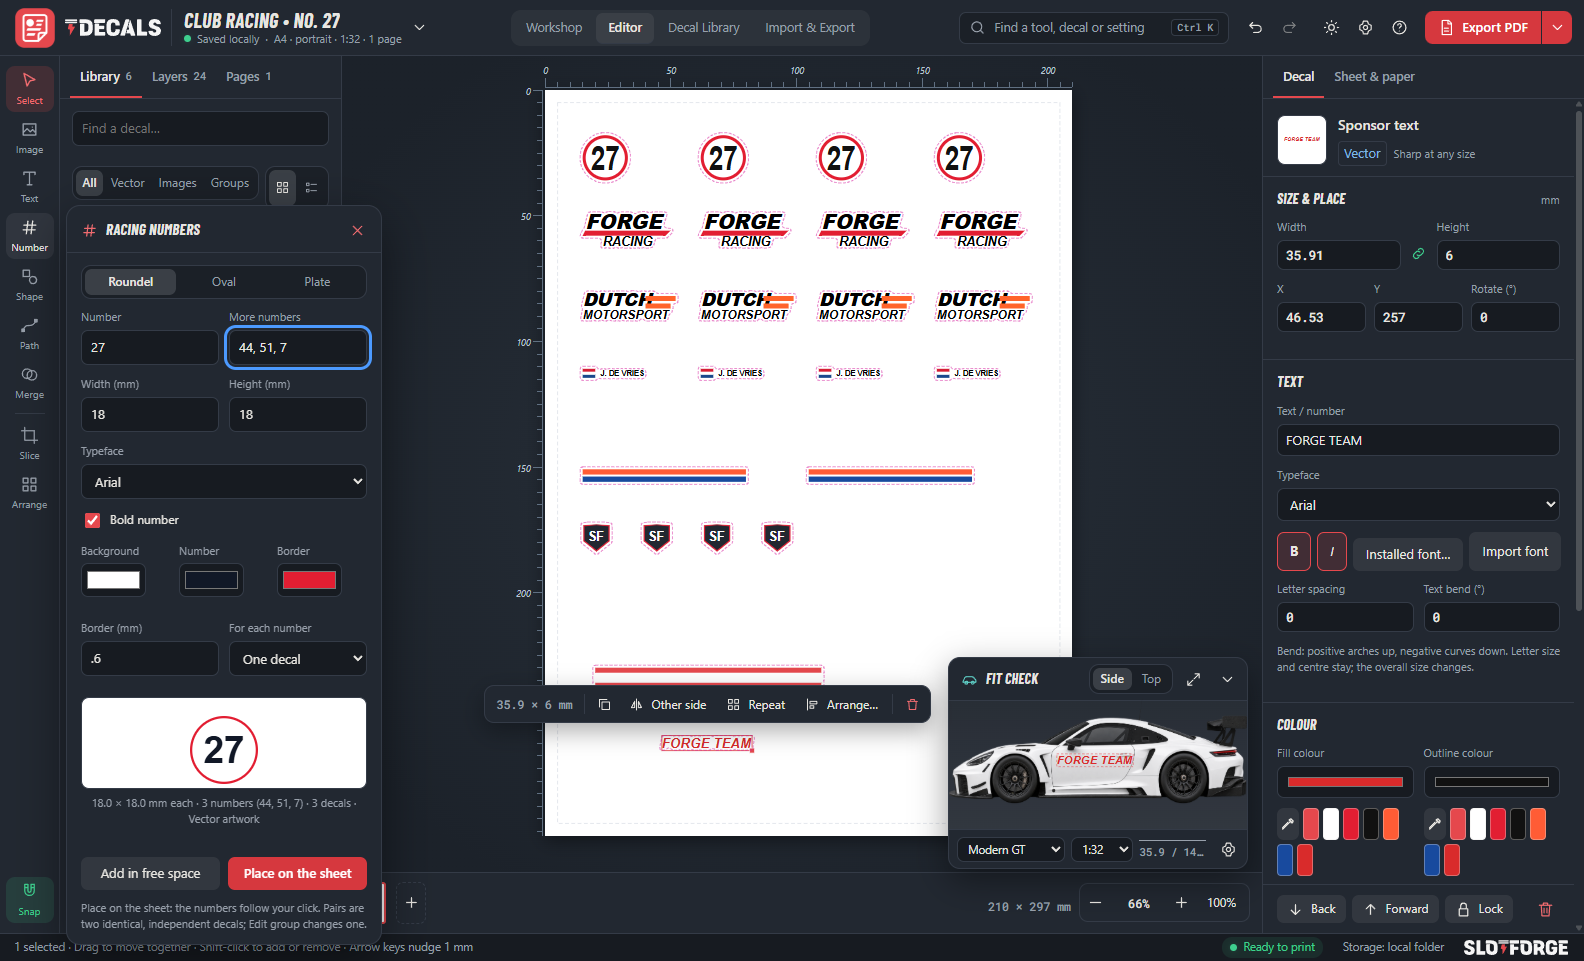 DECALS
CLUB RACING • NO. 27
Saved locally · A4 · portrait · 1:32 · 1 page
Workshop
Editor
Decal Library
Import & Export
Find a tool, decal or setting
Ctrl K
Export PDF
Select
Image
Text
Number
Shape
Path
Merge
Slice
Arrange
Snap
Library 6
Layers 24
Pages 1
Find a decal...
All
Vector
Images
Groups
RACING NUMBERS
Roundel
Oval
Plate
Number
More numbers
27
44, 51, 7
Width (mm)
Height (mm)
18
18
Typeface
Arial
Bold number
Background
Number
Border
Border (mm)
For each number
.6
One decal
27
18.0 × 18.0 mm each · 3 numbers (44, 51, 7) · 3 decals ·
Vector artwork
Add in free space
Place on the sheet
Place on the sheet: the numbers follow your click. Pairs are
two identical, independent decals; Edit group changes one.
0
50
100
150
200
0
50
100
150
200
27
27
27
27
FORGE
RACING
FORGE
RACING
FORGE
RACING
FORGE
RACING
DUTCH
MOTORSPORT
DUTCH
MOTORSPORT
DUTCH
MOTORSPORT
DUTCH
MOTORSPORT
J. DE VRIES
J. DE VRIES
J. DE VRIES
J. DE VRIES
SF
SF
SF
SF
35.9 × 6 mm
Other side
Repeat
Arrange...
FORGE TEAM
FIT CHECK
Side
Top
FORGE TEAM
Modern GT
1:32
35.9 / 14...
210 × 297 mm
66%
100%
Decal
Sheet & paper
FORGE TEAM
Sponsor text
Vector
Sharp at any size
SIZE & PLACE
mm
Width
Height
35.91
6
X
Y
Rotate (°)
46.53
257
0
TEXT
Text / number
FORGE TEAM
Typeface
Arial
B
I
Installed font...
Import font
Letter spacing
Text bend (°)
0
0
Bend: positive arches up, negative curves down. Letter size
and centre stay; the overall size changes.
COLOUR
Fill colour
Outline colour
Back
Forward
Lock
1 selected · Drag to move together · Shift-click to add or remove · Arrow keys nudge 1 mm
Ready to print
Storage: local folder
SLOTFORGE